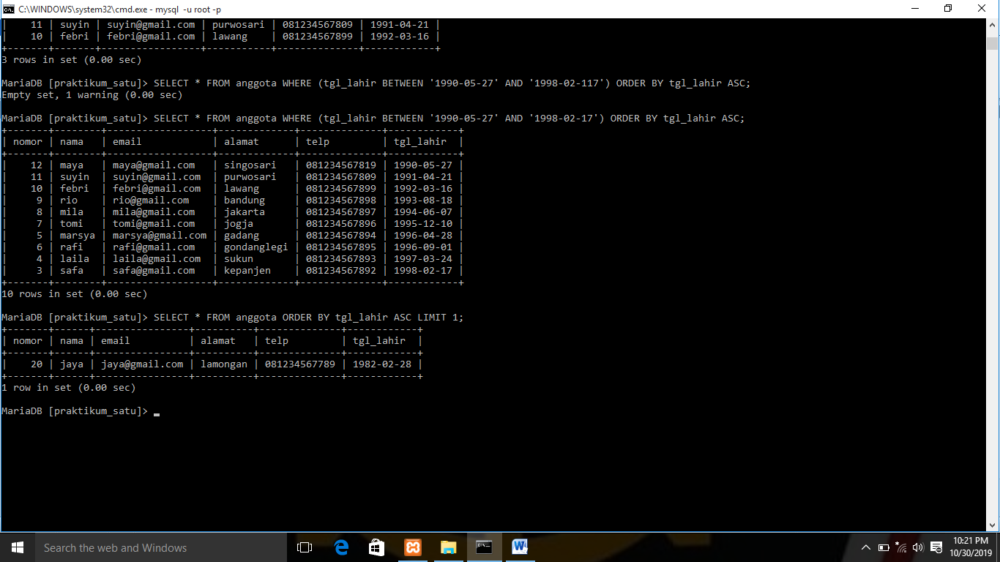 C:\WINDOWS\system32\cmd.exe - mysql  -u root -p
|    11 | suyin | suyin@gmail.com | purwosari | 081234567809 | 1991-04-21 |
|    10 | febri | febri@gmail.com | lawang    | 081234567899 | 1992-03-16 |
+-------+-------+-----------------+-----------+--------------+------------+
3 rows in set (0.00 sec)
MariaDB [praktikum_satu]> SELECT * FROM anggota WHERE (tgl_lahir BETWEEN '1990-05-27' AND '1998-02-117') ORDER BY tgl_lahir ASC;
Empty set, 1 warning (0.00 sec)
MariaDB [praktikum_satu]> SELECT * FROM anggota WHERE (tgl_lahir BETWEEN '1990-05-27' AND '1998-02-17') ORDER BY tgl_lahir ASC;
+-------+--------+------------------+-------------+--------------+------------+
| nomor | nama   | email            | alamat      | telp         | tgl_lahir  |
+-------+--------+------------------+-------------+--------------+------------+
|    12 | maya   | maya@gmail.com   | singosari   | 081234567819 | 1990-05-27 |
|    11 | suyin  | suyin@gmail.com  | purwosari   | 081234567809 | 1991-04-21 |
|    10 | febri  | febri@gmail.com  | lawang      | 081234567899 | 1992-03-16 |
|     9 | rio    | rio@gmail.com    | bandung     | 081234567898 | 1993-08-18 |
|     8 | mila   | mila@gmail.com   | jakarta     | 081234567897 | 1994-06-07 |
|     7 | tomi   | tomi@gmail.com   | jogja       | 081234567896 | 1995-12-10 |
|     5 | marsya | marsya@gmail.com | gadang      | 081234567894 | 1996-04-28 |
|     6 | rafi   | rafi@gmail.com   | gondanglegi | 081234567895 | 1996-09-01 |
|     4 | laila  | laila@gmail.com  | sukun       | 081234567893 | 1997-03-24 |
|     3 | safa   | safa@gmail.com   | kepanjen    | 081234567892 | 1998-02-17 |
+-------+--------+------------------+-------------+--------------+------------+
10 rows in set (0.00 sec)
MariaDB [praktikum_satu]> SELECT * FROM anggota ORDER BY tgl_lahir ASC LIMIT 1;
+-------+------+----------------+----------+--------------+------------+
| nomor | nama | email          | alamat   | telp         | tgl_lahir  |
+-------+------+----------------+----------+--------------+------------+
|    20 | jaya | jaya@gmail.com | lamongan | 081234567789 | 1982-02-28 |
+-------+------+----------------+----------+--------------+------------+
1 row in set (0.00 sec)
MariaDB [praktikum_satu]> _
Search the web and Windows
10:21 PM
10/30/2019